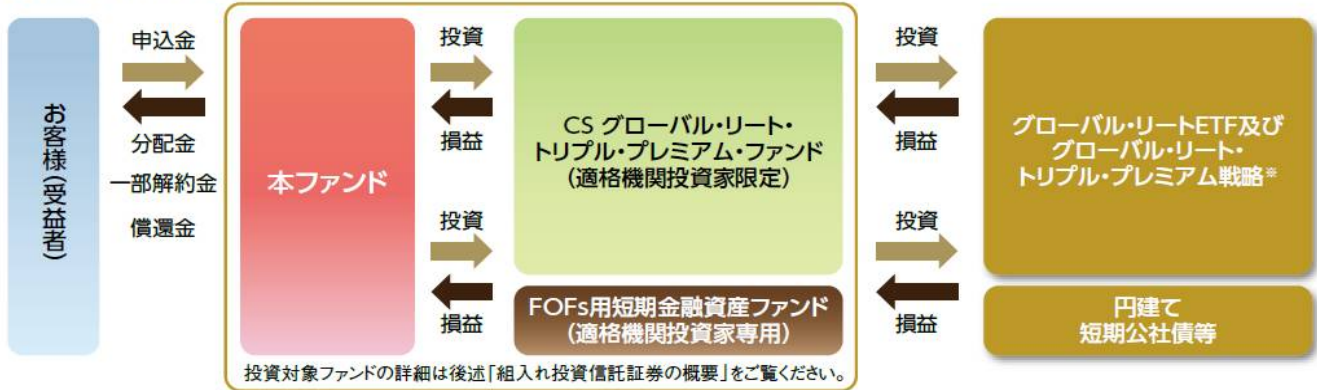 お客様(受益者)
申込金
分配金
一部解約金
償還金
本ファンド
投資
損益
投資
損益
CS グローバル・リート・
トリプル・プレミアム・ファンド
(適格機関投資家限定)
FOFs用短期金融資産ファンド
(適格機関投資家専用)
投資
損益
投資
損益
グローバル・リートETF及び
グローバル・リート・
トリプル・プレミアム戦略※
円建て
短期公社債等
投資対象ファンドの詳細は後述「組入れ投資信託証券の概要」をご覧ください。